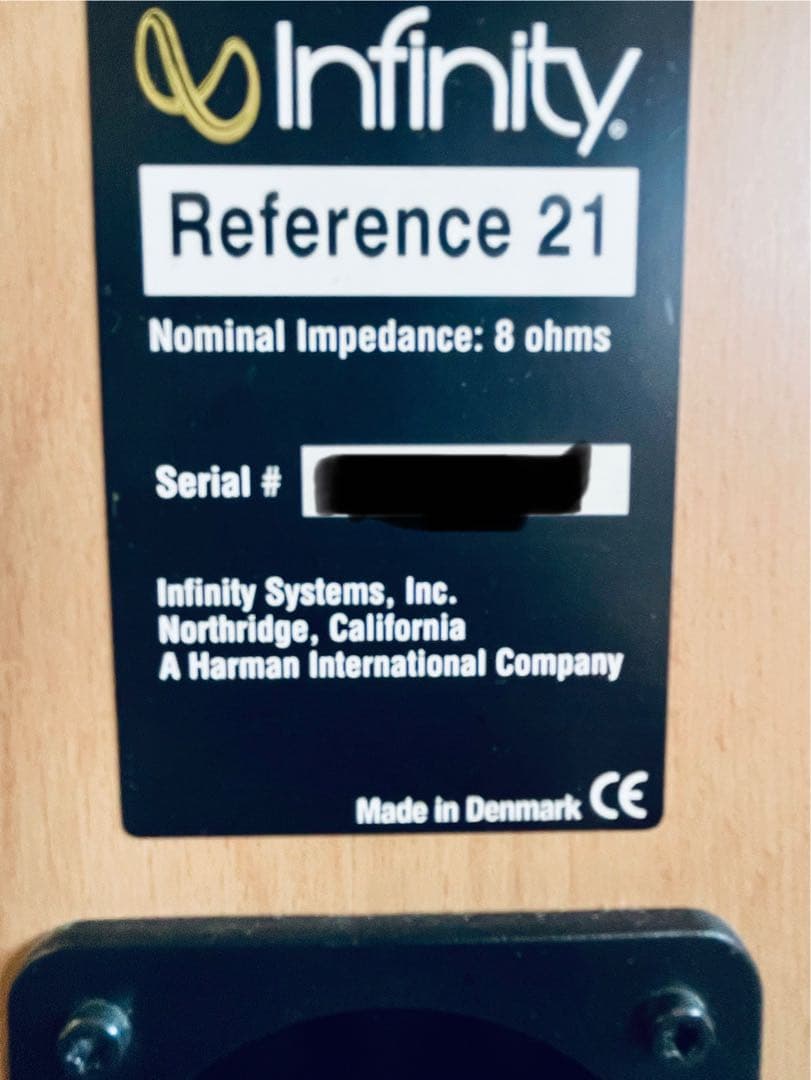 Infinity®
Reference 21
Nominal Impedance: 8 ohms
Serial #
Infinity Systems, Inc.
Northridge, California
A Harman International Company
Made in Denmark CE